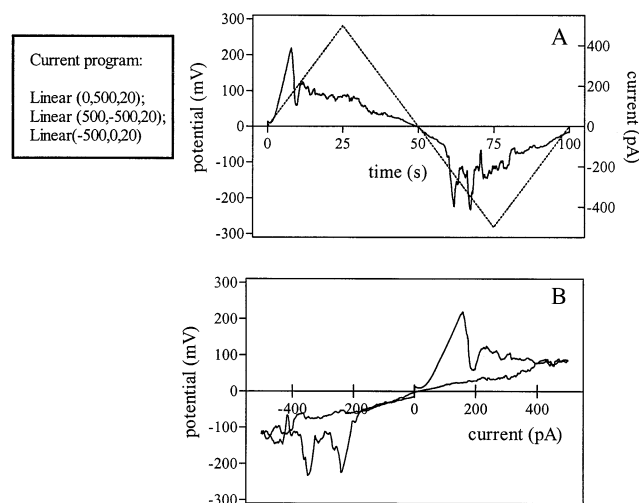 Current program:
Linear (0,500,20);
Linear (500,-500,20);
Linear(-500,0,20)
A
300
200
100
0
-100
-200
-300
potential (mV)
0
25
50
75
100
time (s)
400
200
0
-200
-400
current (pA)
B
300
200
100
0
-100
-200
-300
potential (mV)
-400
-200
0
200
400
current (pA)